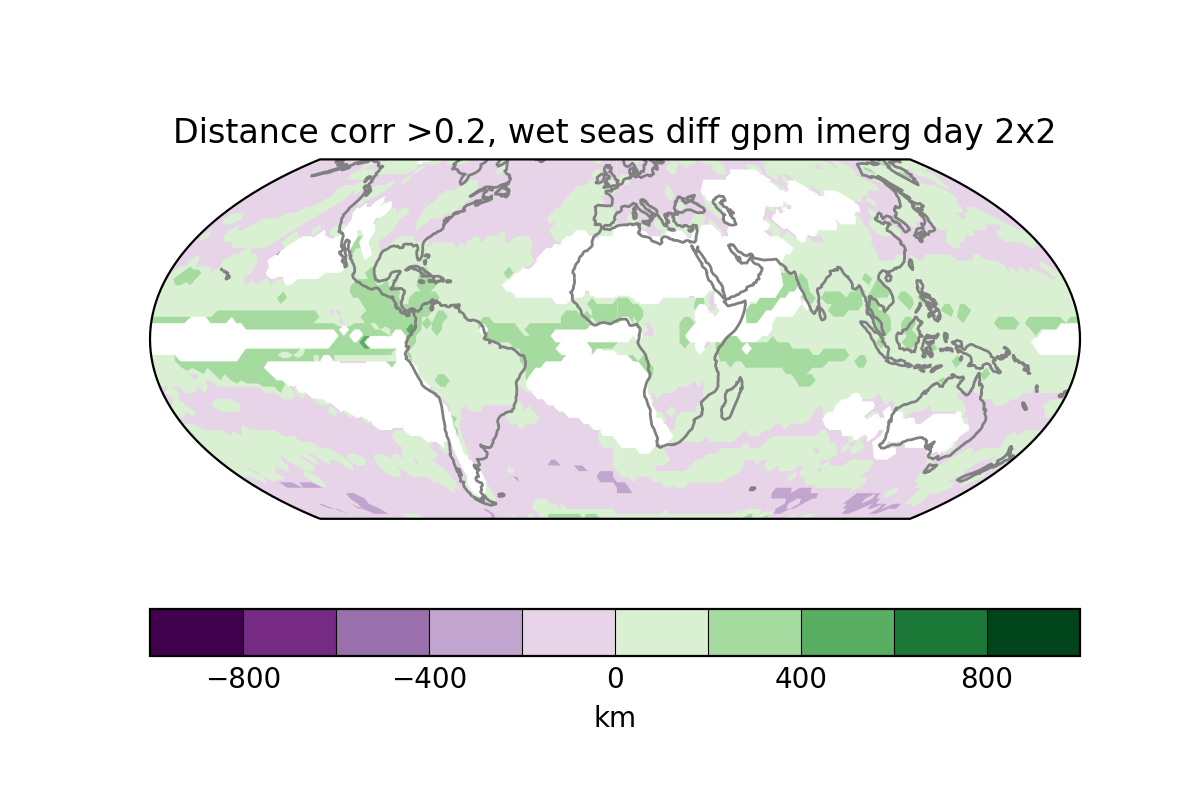 Distance corr >0.2, wet seas diff gpm imerg day 2x2
−800 −400 0 400 800
km